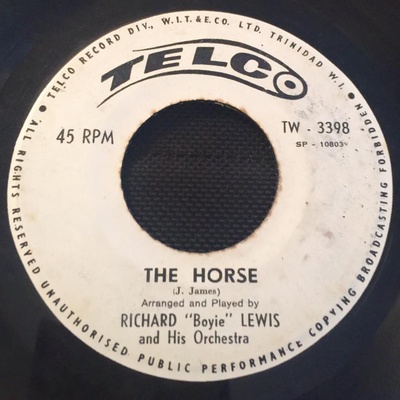 TELCO RECORD DIV., W.I.T.& E.CO. LTD. TRINIDAD W.I.
TELCO
45 RPM
TW - 3398
SP - 10803
THE HORSE
(J. James)
Arranged and Played by
RICHARD "Boyie" LEWIS
and His Orchestra
• ALL RIGHTS RESERVED UNAUTHORISED PUBLIC PERFORMANCE COPYING BROADCASTING FORBIDDEN •